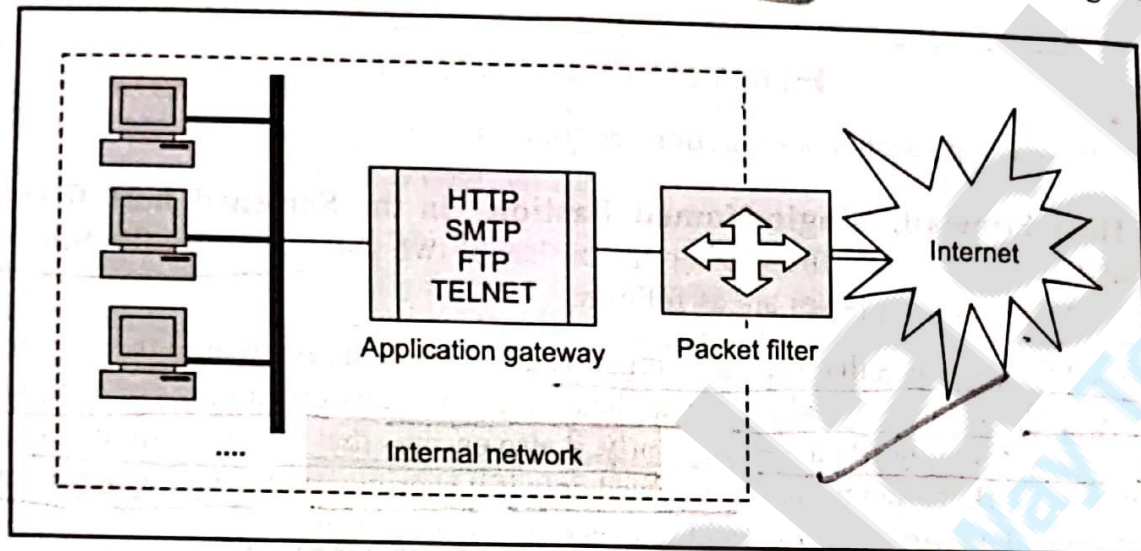 HTTP
SMTP
FTP
TELNET
Internet
Application gateway
Packet filter
....
Internal network